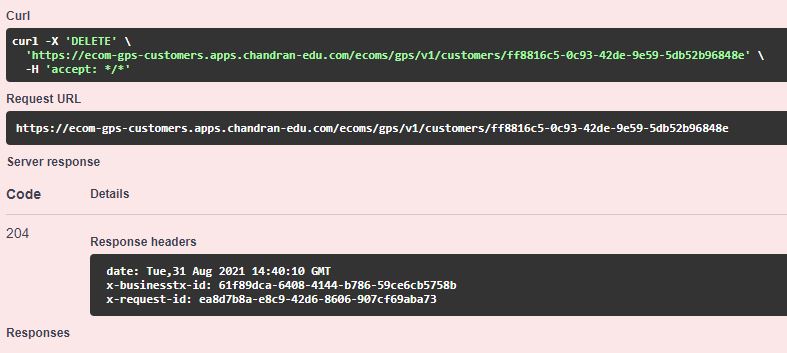 Curl
curl -X 'DELETE' \
'https://ecom-gps-customers.apps.chandran-edu.com/ecoms/gps/v1/customers/ff8816c5-0c93-42de-9e59-5db52b96848e' \
-H 'accept: */*'
Request URL
https://ecom-gps-customers.apps.chandran-edu.com/ecoms/gps/v1/customers/ff8816c5-0c93-42de-9e59-5db52b96848e
Server response
Code Details
204
Response headers
date: Tue,31 Aug 2021 14:40:10 GMT
x-businesstx-id: 61f89dca-6408-4144-b786-59ce6cb5758b
x-request-id: ea8d7b8a-e8c9-42d6-8606-907cf69aba73
Responses